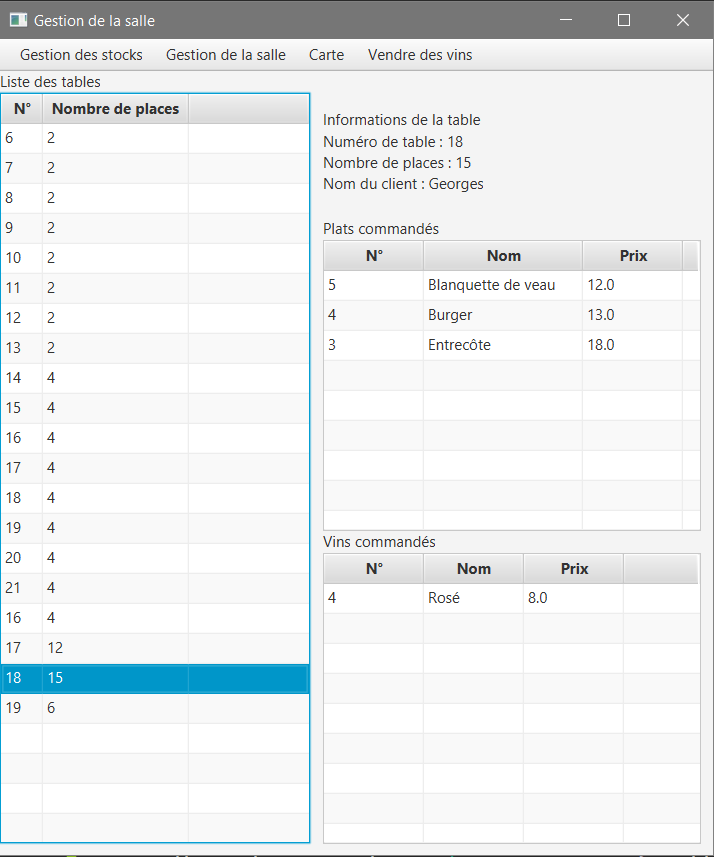 Gestion de la salle
Gestion des stocks Gestion de la salle Carte Vendre des vins
Liste des tables
N° Nombre de places
6 2
7 2
8 2
9 2
10 2
11 2
12 2
13 2
14 4
15 4
16 4
17 4
18 4
19 4
20 4
21 4
16 4
17 12
18 15
19 6
Informations de la table
Numéro de table : 18
Nombre de places : 15
Nom du client : Georges
Plats commandés
N° Nom Prix
5 Blanquette de veau 12.0
4 Burger 13.0
3 Entrecôte 18.0
Vins commandés
N° Nom Prix
4 Rosé 8.0